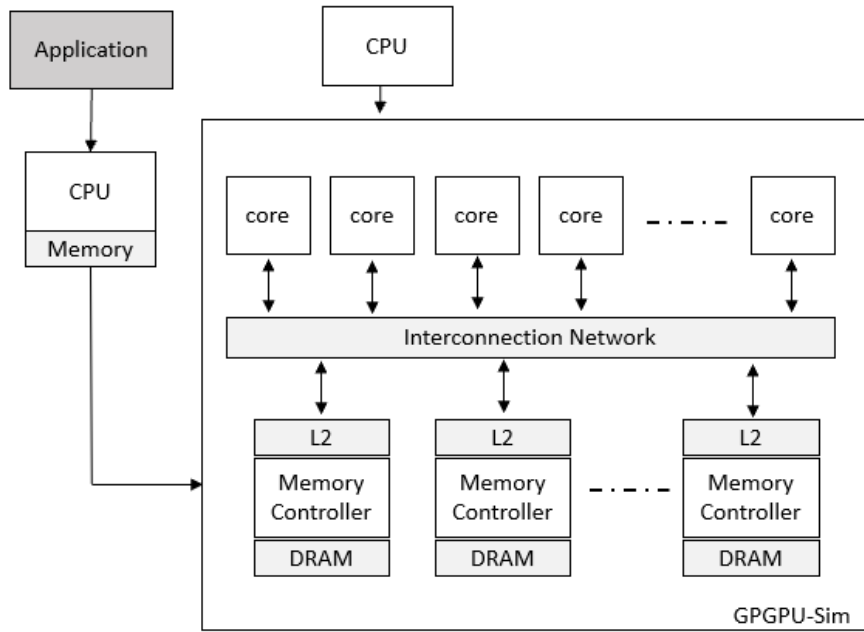 Application
CPU
CPU
Memory
core
core
core
core
core
Interconnection Network
L2
L2
L2
Memory
Controller
Memory
Controller
Memory
Controller
DRAM
DRAM
DRAM
GPGPU-Sim